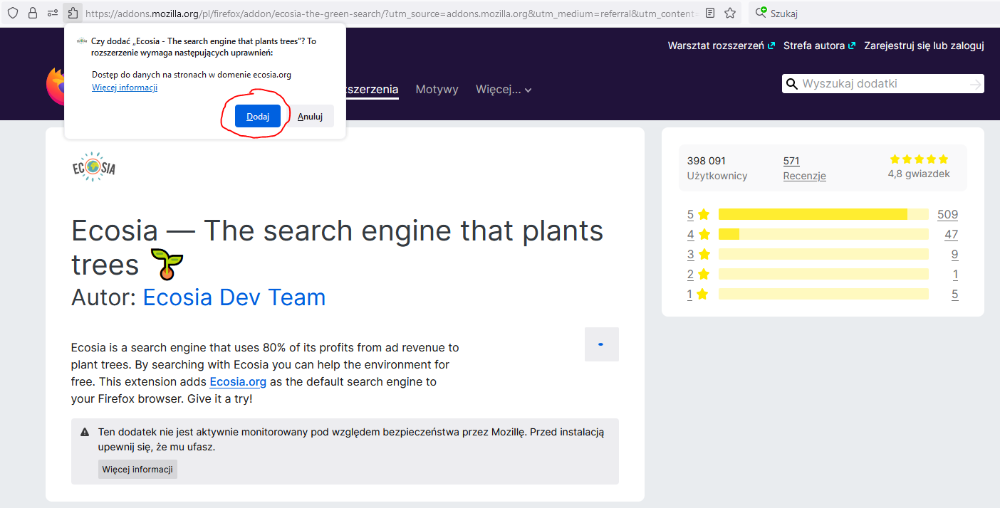 https://addons.mozilla.org/pl/firefox/addon/ecosia-the-green-search/?utm_source=addons.mozilla.org&utm_medium=referral&utm_content=
Szukaj
Czy dodać „Ecosia - The search engine that plants trees”? To
rozszerzenie wymaga następujących uprawnień:
Dostęp do danych na stronach w domenie ecosia.org
Więcej informacji
Dodaj
Anuluj
Warsztat rozszerzeń
Strefa autora
Zarejestruj się lub zaloguj
zszerzenia
Motywy
Więcej...
Wyszukaj dodatki
ECOSIA
Ecosia — The search engine that plants
trees
Autor: Ecosia Dev Team
Ecosia is a search engine that uses 80% of its profits from ad revenue to
plant trees. By searching with Ecosia you can help the environment for
free. This extension adds Ecosia.org as the default search engine to
your Firefox browser. Give it a try!
Ten dodatek nie jest aktywnie monitorowany pod względem bezpieczeństwa przez Mozillę. Przed instalacją
upewnij się, że mu ufasz.
Więcej informacji
398 091
Użytkownicy
571
Recenzje
4,8 gwiazdek
5 509
4 47
3 9
2 1
1 5